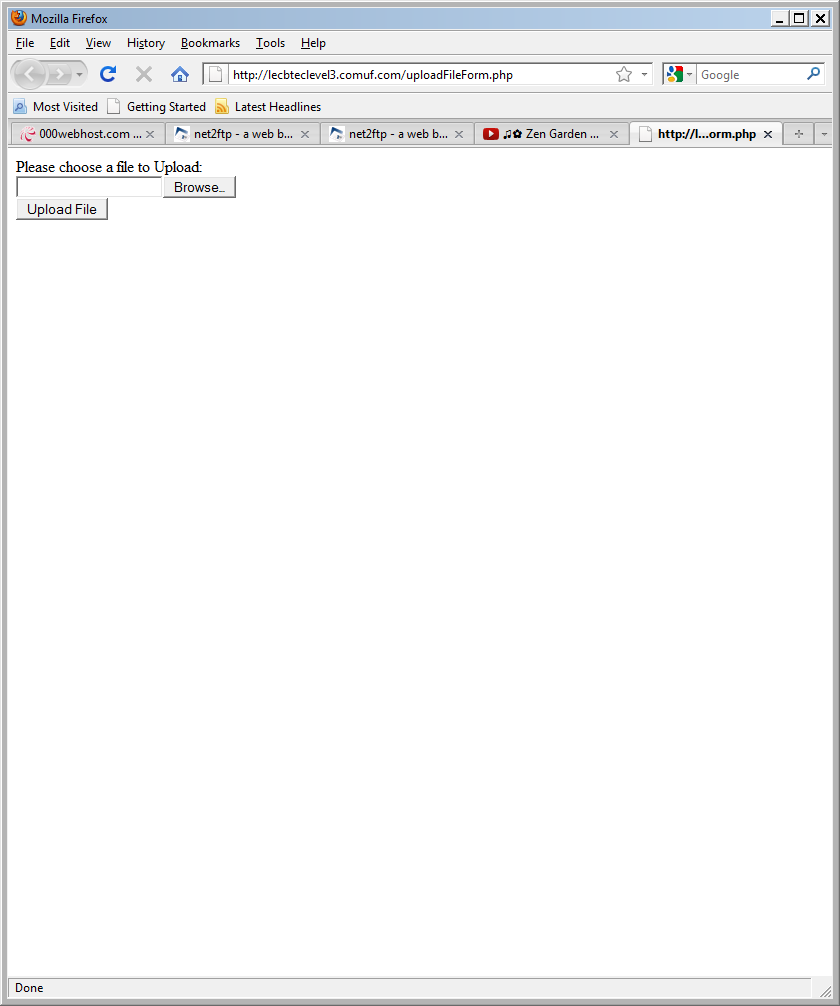 Mozilla Firefox
File Edit View History Bookmarks Tools Help
http://lecbteclevel3.comuf.com/uploadFileForm.php Google
Most Visited Getting Started Latest Headlines
000webhost.com ... net2ftp - a web b... net2ftp - a web b... ♫✿ Zen Garden ... http://l...orm.php
Please choose a file to Upload:
Browse...
Upload File
Done